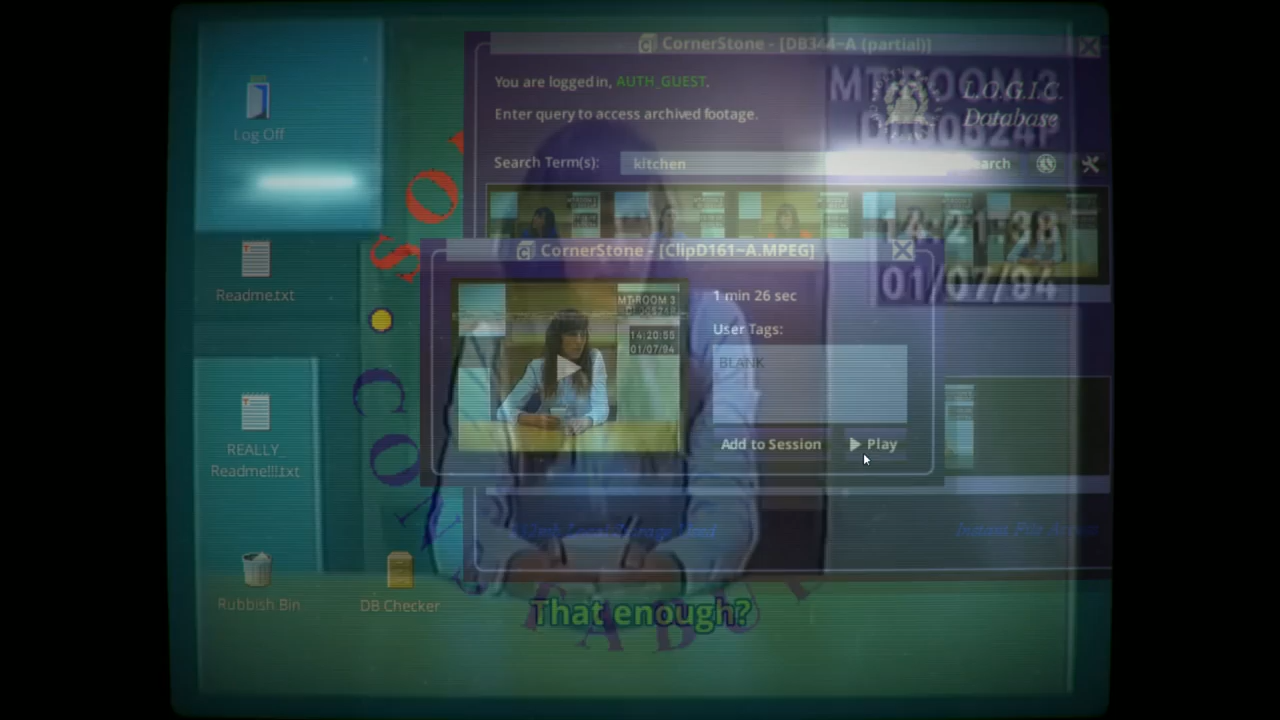 CornerStone - [DB344~A (partial)]
You are logged in, AUTH_GUEST.
Enter query to access archived footage.
L.O.G.I.C.
Database
MT-ROOM 3
Search Term(s):
kitchen
14:21:38
01/07/94
Log Off
Readme.txt
REALLY_
Readme!!!.txt
Rubbish Bin
DB Checker
CornerStone - [ClipD161~A.MPEG]
MT-ROOM 3
14:20:55
01/07/94
1 min 26 sec
User Tags:
BLANK
Add to Session
Play
That enough?